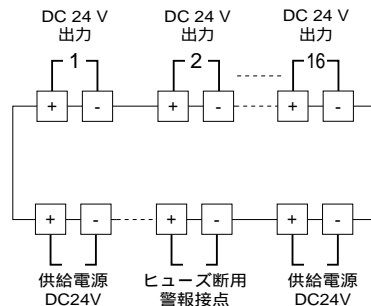 DC 24 V DC 24 V DC 24 V
出力 出力 出力
1 2 16
+ - + - + -
+ - + - + -
供給電源 ヒューズ断用 供給電源
DC24V 警報接点 DC24V